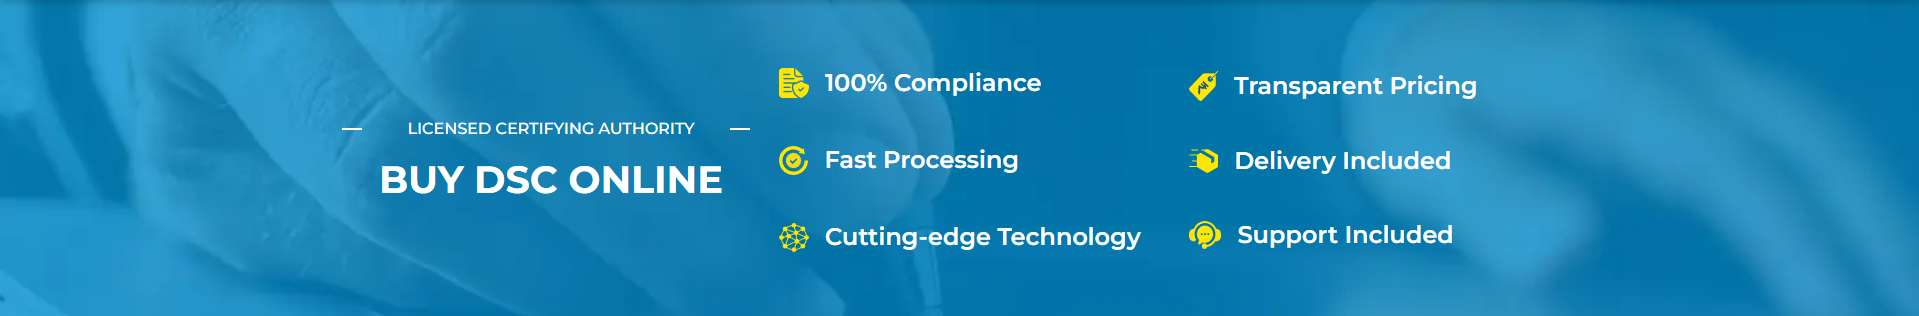 LICENSED CERTIFYING AUTHORITY
BUY DSC ONLINE
100% Compliance
Fast Processing
Cutting-edge Technology
Transparent Pricing
Delivery Included
Support Included